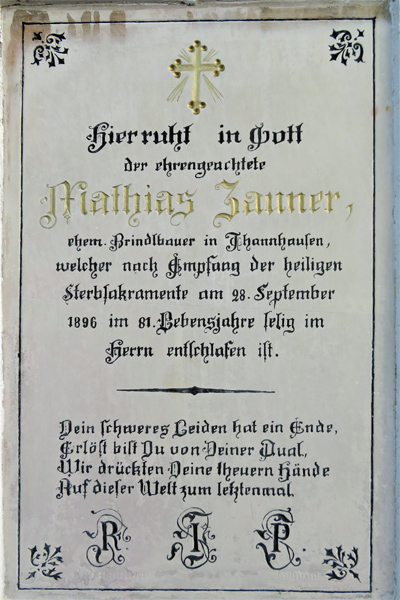 Hier ruht in Gott
der ehrengeachtete
Mathias Zanner,
ehem. Brindlbauer in Thannhausen,
welcher nach Empfang der heiligen
Sterbsakramente am 28. September
1896 im 81. Lebensjahre selig im
Herrn entschlafen ist.
Dein schweres Leiden hat ein Ende,
Erlöst bist Du von Deiner Qual,
Wir drückten Deine theuern Hände
Auf dieser Welt zum letztenmal.
R. I. P.